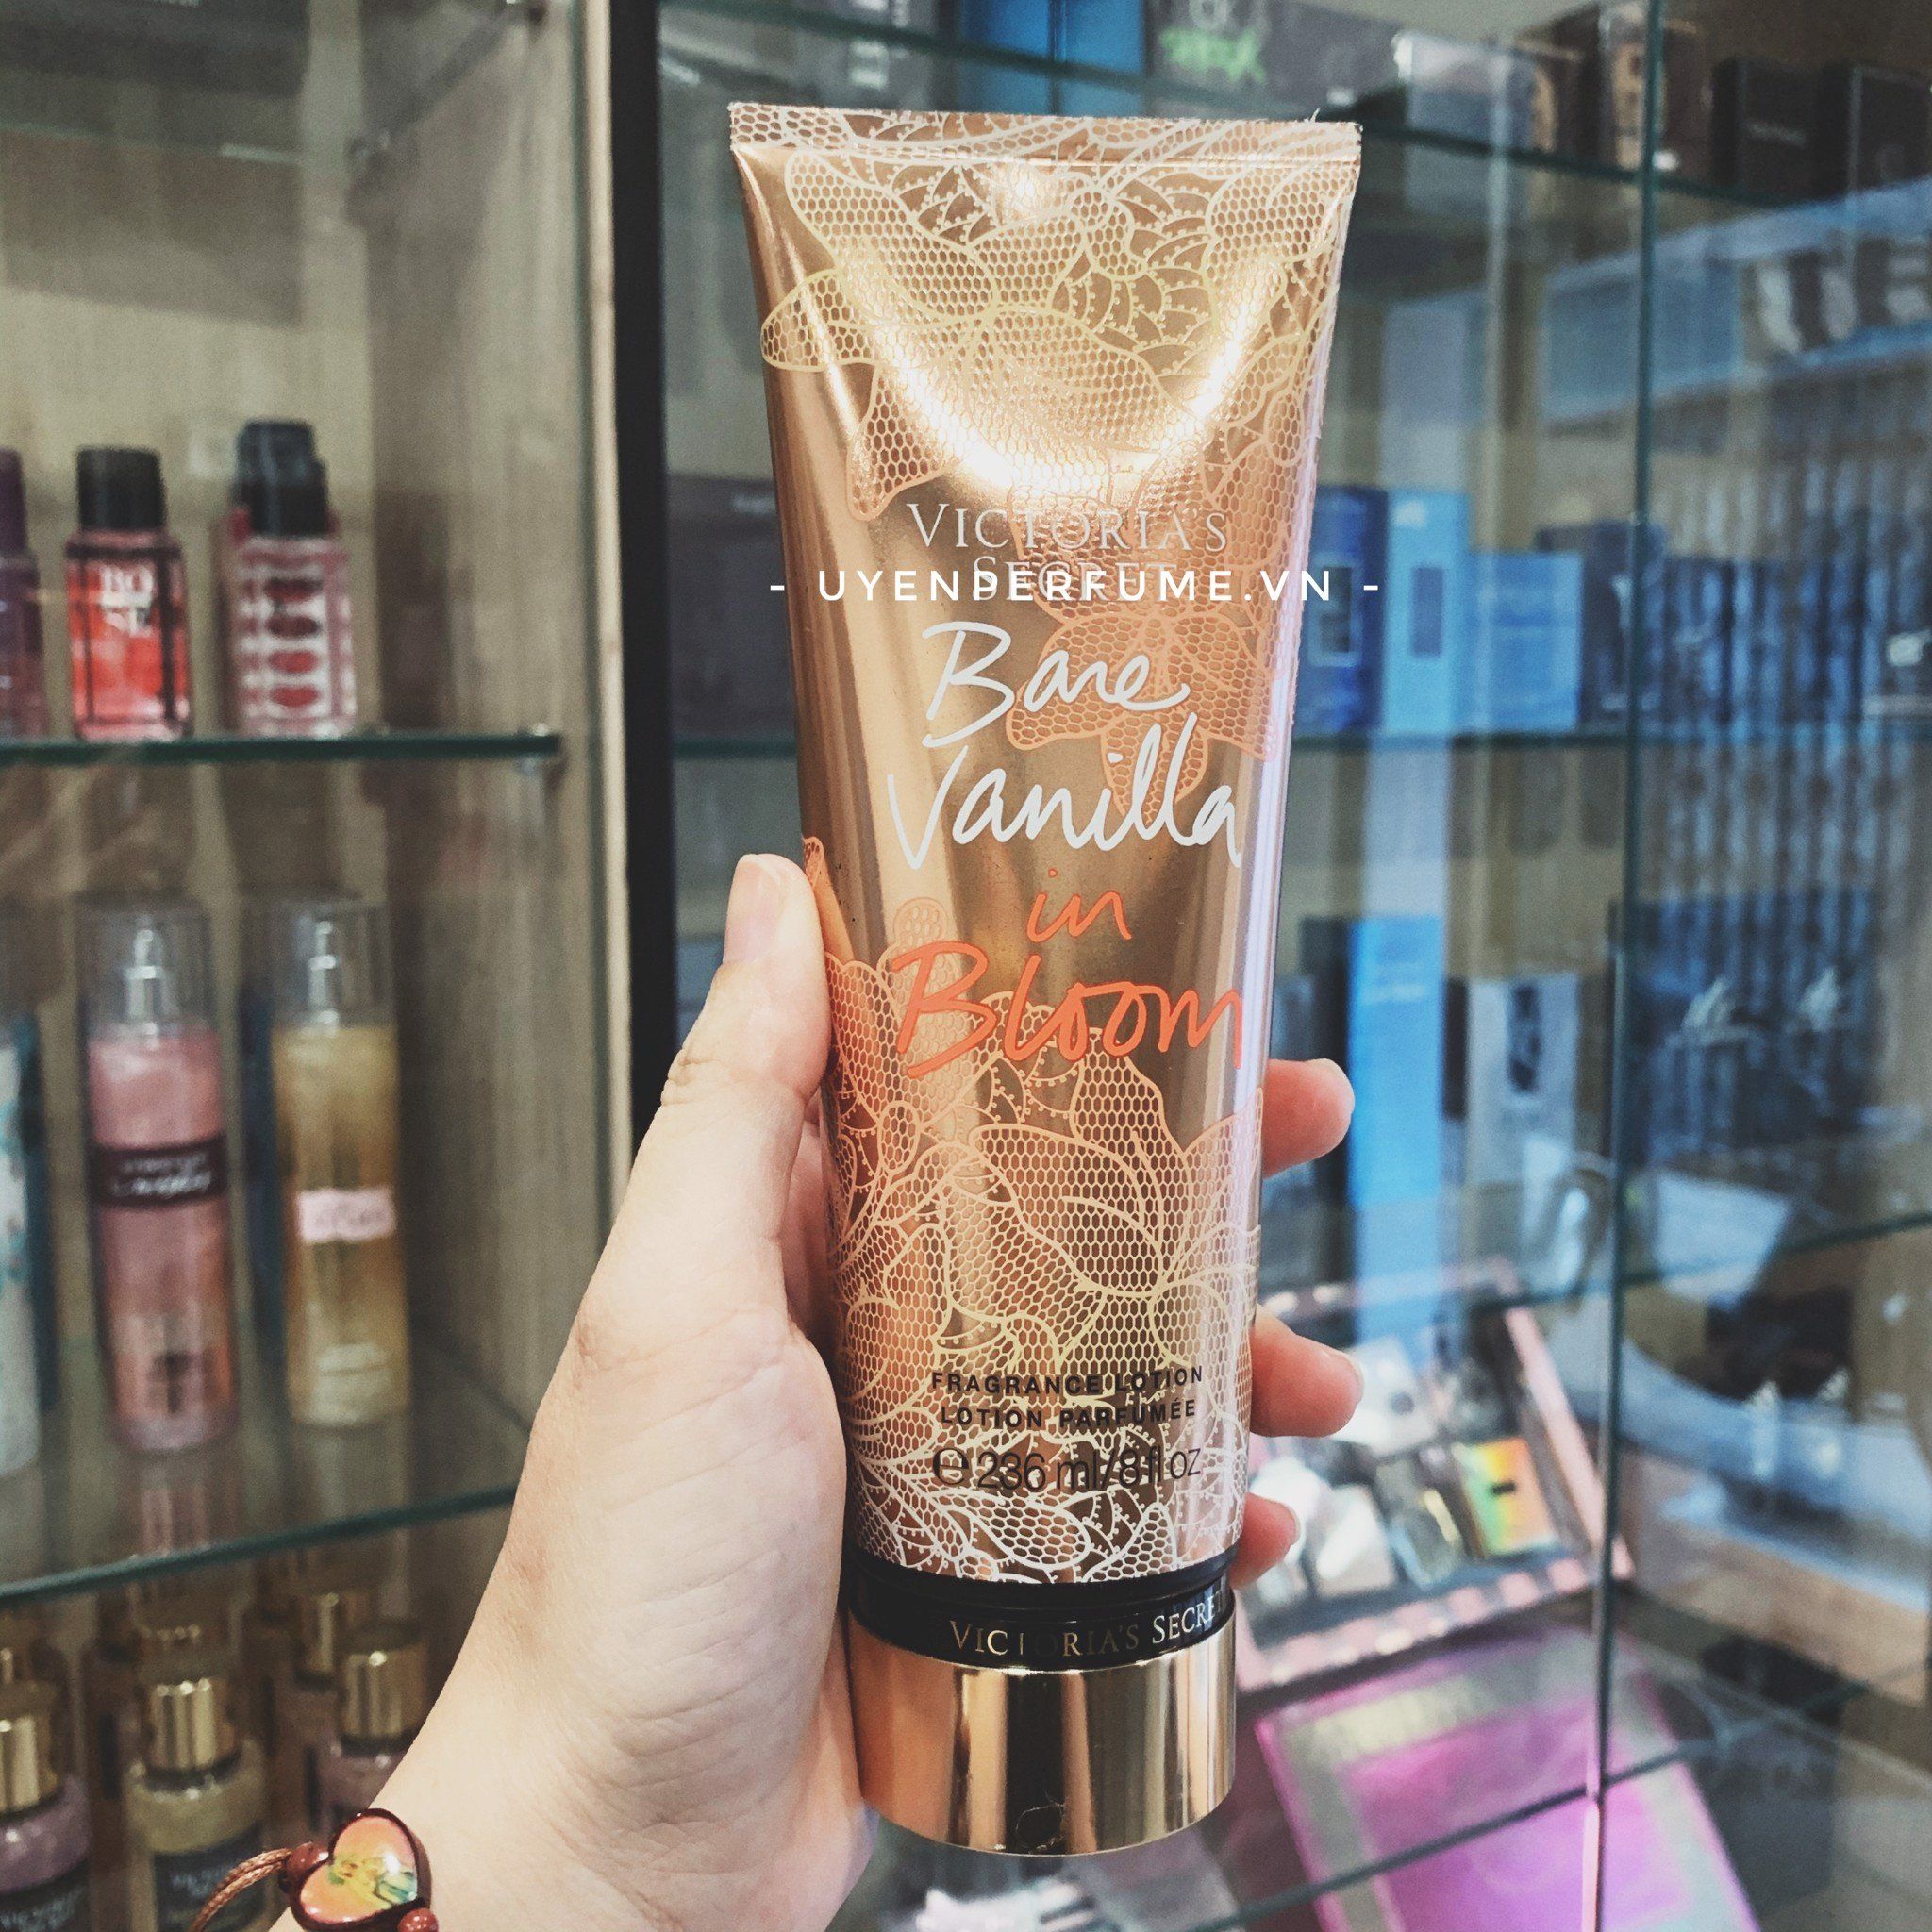 VICTORIA'S
SECRET
- UYENPERFUME.VN -
Bare
Vanilla
in
Bloom
FRAGRANCE LOTION
LOTION PARFUMÉE
℮ 236 ml/8 fl oz
VICTORIA'S SECRET